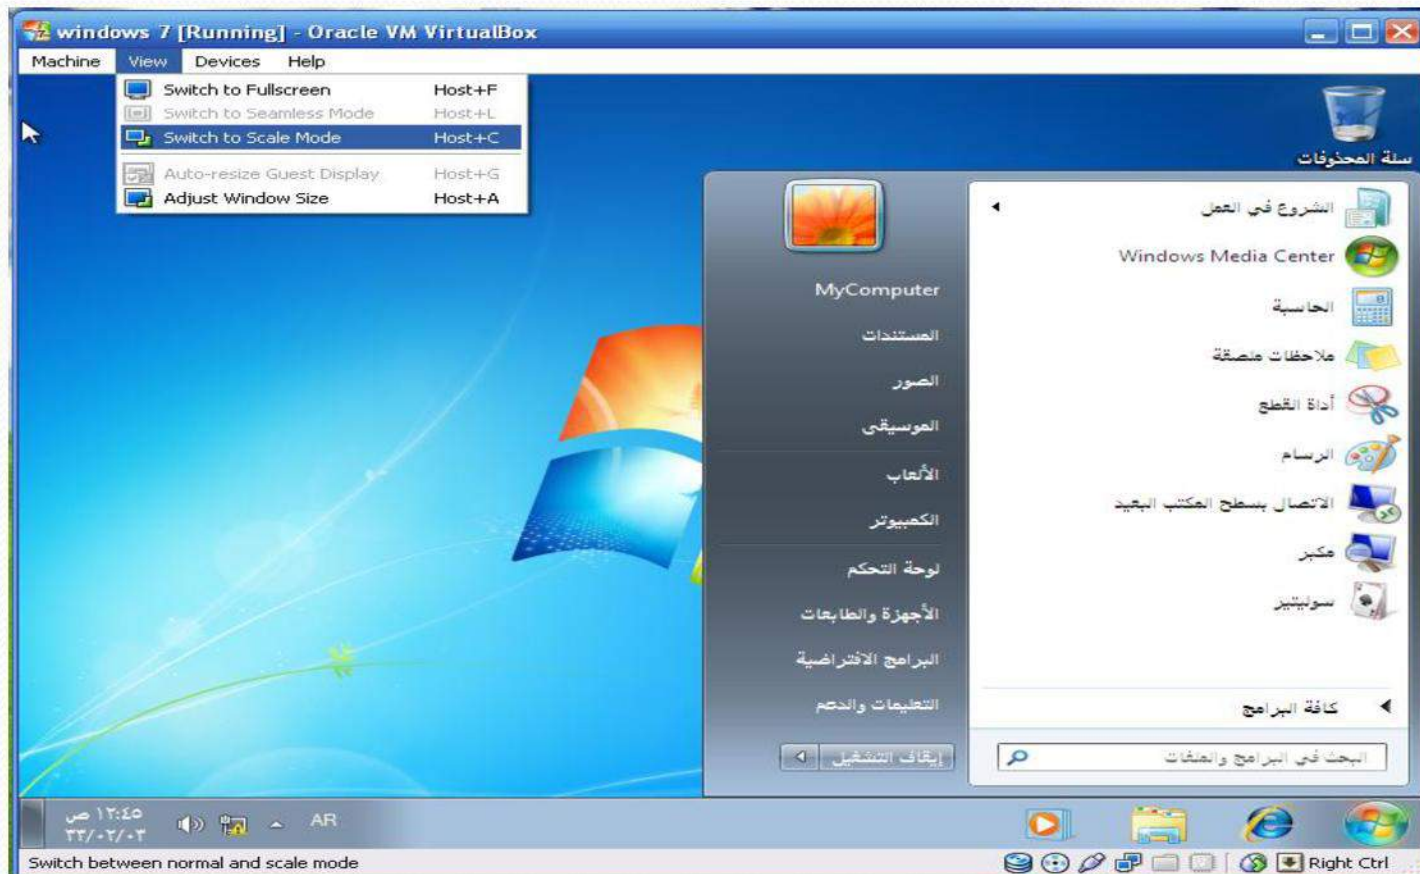 windows 7 [Running] - Oracle VM VirtualBox
Machine View Devices Help
Switch to Fullscreen Host+F
Switch to Seamless Mode Host+L
Switch to Scale Mode Host+C
Auto-resize Guest Display Host+G
Adjust Window Size Host+A
سلة المحذوفات
الشروع في العمل
Windows Media Center
الحاسبة
ملاحظات ملصقة
أداة القطع
الرسام
الاتصال بسطح المكتب البعيد
مكبر
سوليتير
كافة البرامج
البحث في البرامج والملفات
MyComputer
المستندات
الصور
الموسيقى
الألعاب
الكمبيوتر
لوحة التحكم
الأجهزة والطابعات
البرامج الافتراضية
التعليمات والدعم
إيقاف التشغيل
AR
١٢:٤٥ ص
٣٣/٠٢/٠٣
Switch between normal and scale mode
Right Ctrl